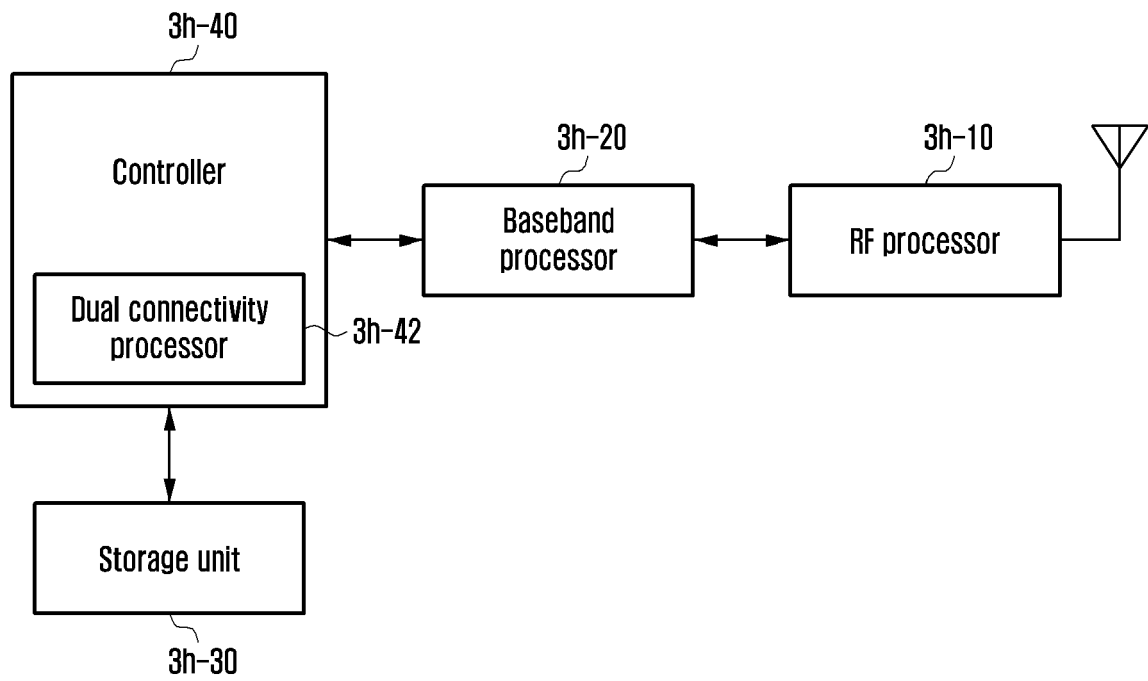 3h-40
Controller
3h-20
Baseband
processor
3h-10
RF processor
Dual connectivity
processor
3h-42
Storage unit
3h-30